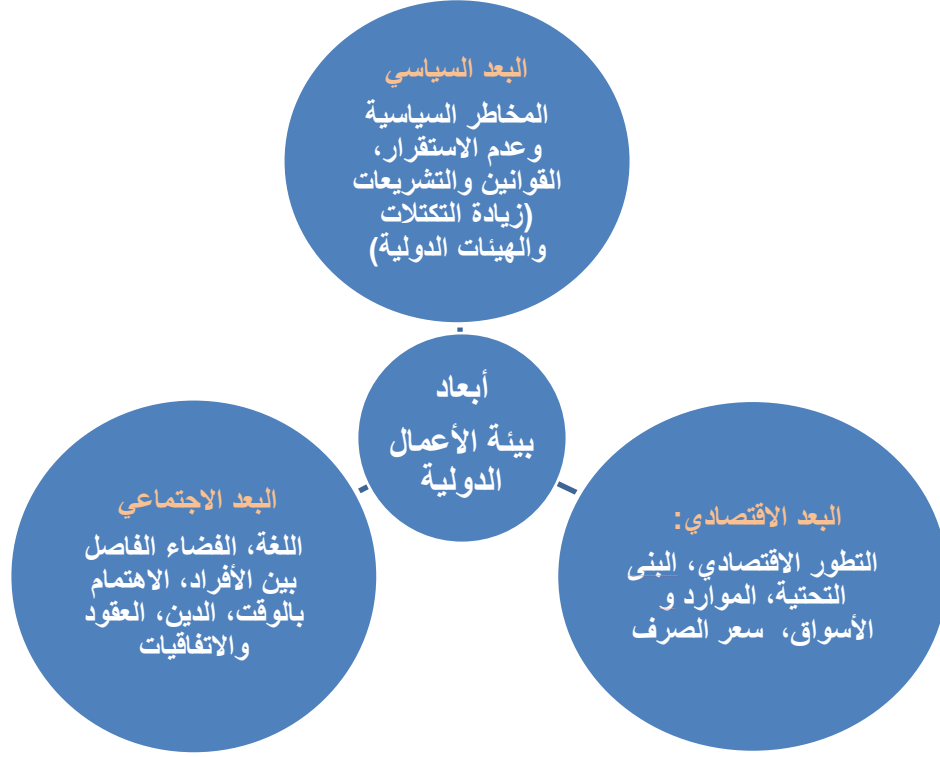 البعد السياسي
المخاطر السياسية
وعدم الاستقرار،
القوانين والتشريعات
(زيادة التكتلات
والهيئات الدولية)
أبعاد
بيئة الأعمال
الدولية
البعد الاقتصادي:
التطور الاقتصادي، البنى
التحتية، الموارد و
الأسواق، سعر الصرف
البعد الاجتماعي
اللغة، الفضاء الفاصل
بين الأفراد، الاهتمام
بالوقت، الدين، العقود
والاتفاقيات